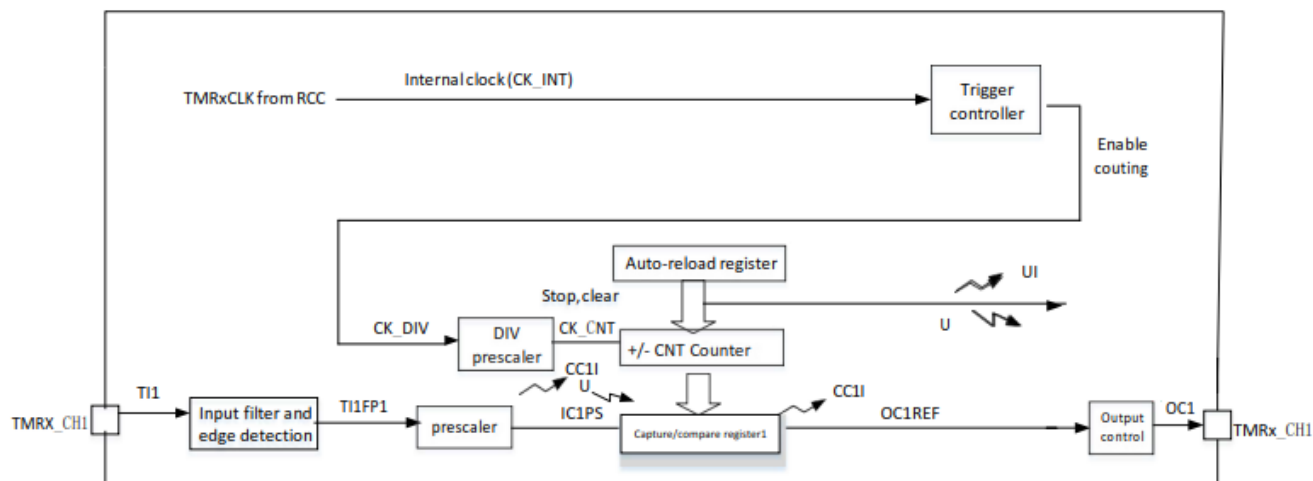 Internal clock (CK_INT)
TMRxCLK from RCC
Trigger
controller
Enable
couting
Auto-reload register
Stop,clear
UI
U
CK_DIV
DIV
prescaler
CK_CNT
+/- CNT Counter
CC1I
U
CC1I
TI1
TMRX_CH1
Input filter and
edge detection
TI1FP1
prescaler
IC1PS
Capture/compare register1
OC1REF
Output
control
OC1
TMRx_CH1